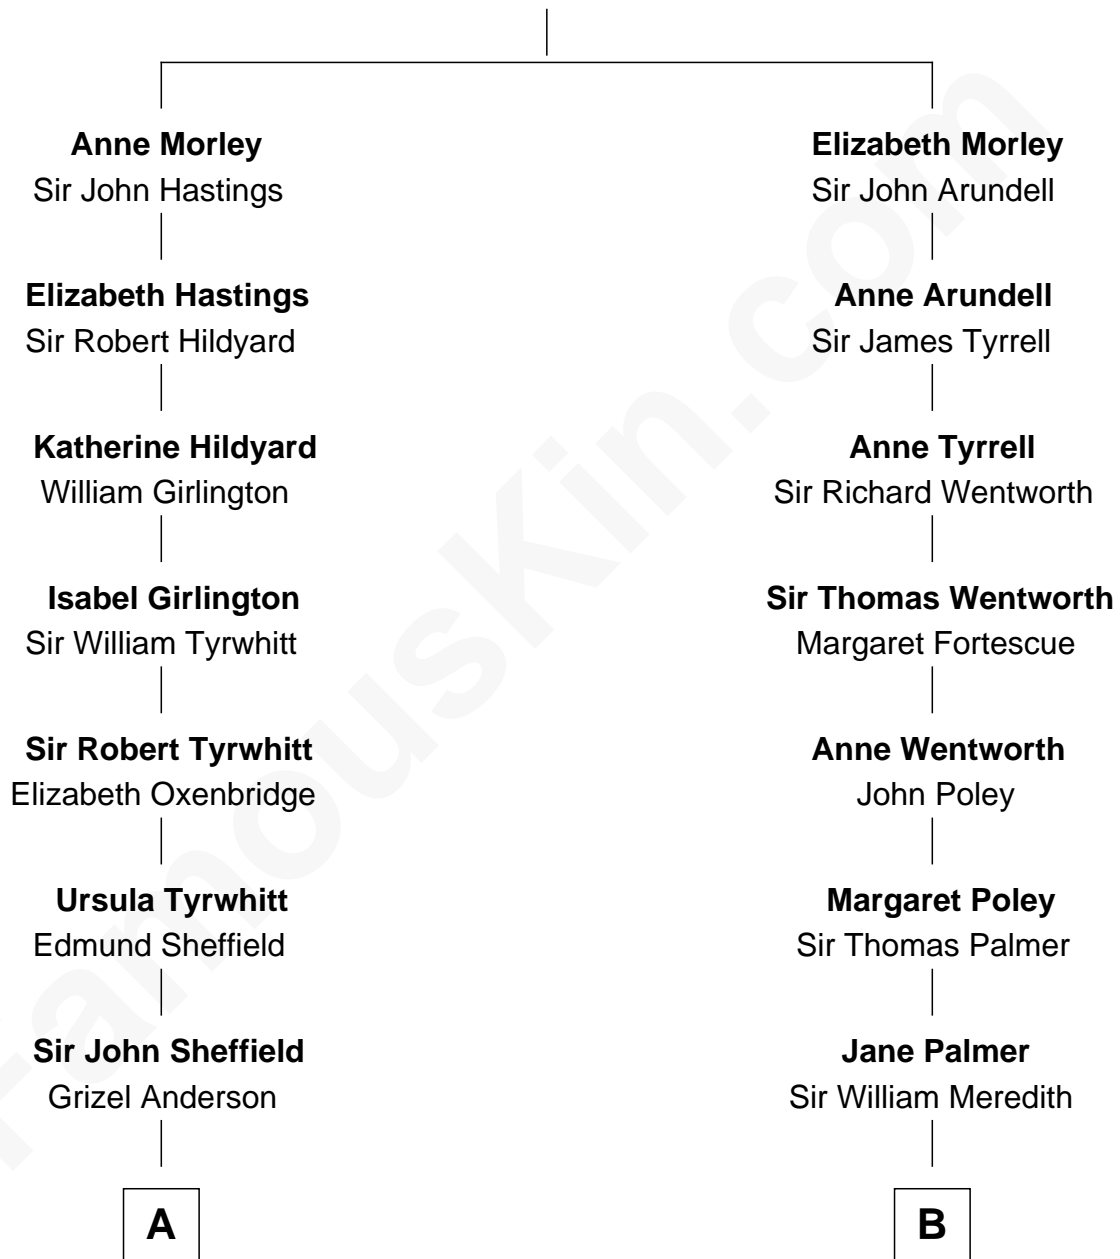 Anne Morley
Sir John Hastings
Elizabeth Hastings
Sir Robert Hildyard
Katherine Hildyard
William Girlington
Isabel Girlington
Sir William Tyrwhitt
Sir Robert Tyrwhitt
Elizabeth Oxenbridge
Ursula Tyrwhitt
Edmund Sheffield
Sir John Sheffield
Grizel Anderson
A
Elizabeth Morley
Sir John Arundell
Anne Arundell
Sir James Tyrrell
Anne Tyrrell
Sir Richard Wentworth
Sir Thomas Wentworth
Margaret Fortescue
Anne Wentworth
John Poley
Margaret Poley
Sir Thomas Palmer
Jane Palmer
Sir William Meredith
B
FamousKin.com